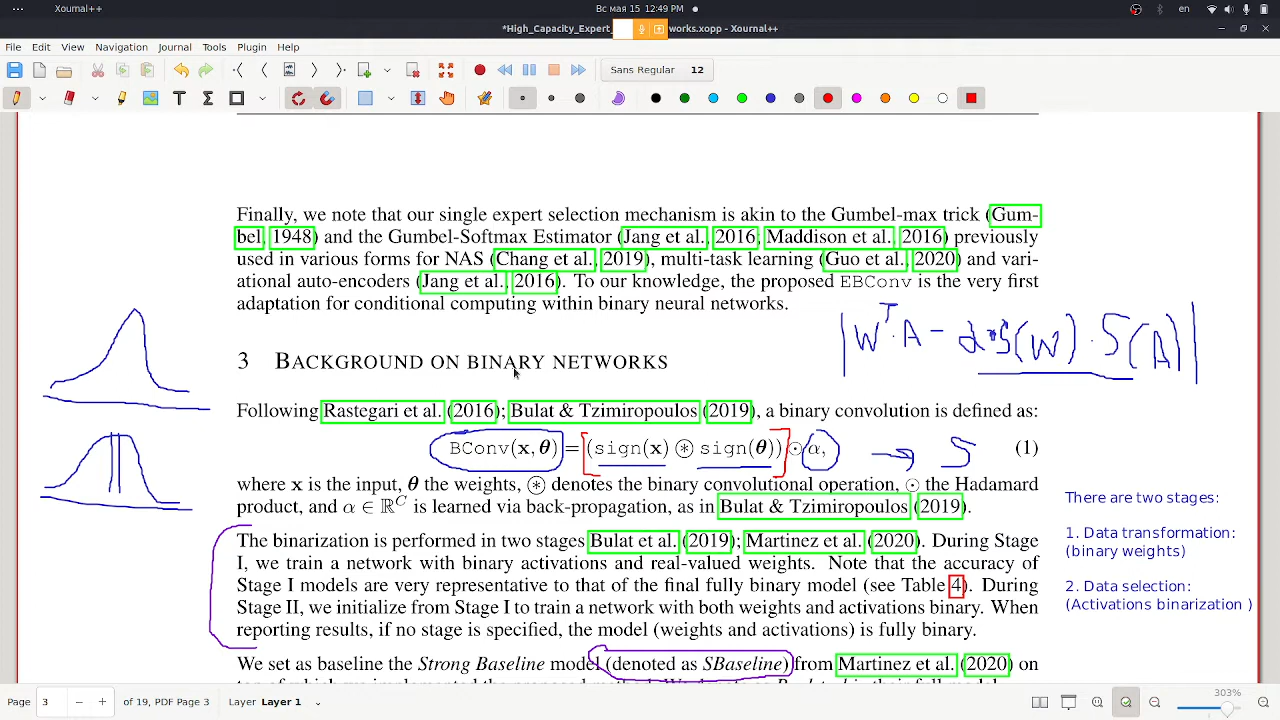 Xournal++
Вс мая 15 12:49 PM
en
*High_Capacity_Expert_
works.xopp - Xournal++
File Edit View Navigation Journal Tools Plugin Help
Sans Regular 12
Finally, we note that our single expert selection mechanism is akin to the Gumbel-max trick (Gum-
bel, 1948) and the Gumbel-Softmax Estimator (Jang et al., 2016; Maddison et al., 2016) previously
used in various forms for NAS (Chang et al., 2019), multi-task learning (Guo et al., 2020) and vari-
ational auto-encoders (Jang et al., 2016). To our knowledge, the proposed EBConv is the very first
adaptation for conditional computing within binary neural networks.
3 BACKGROUND ON BINARY NETWORKS
Following Rastegari et al. (2016); Bulat & Tzimiropoulos (2019), a binary convolution is defined as:
BConv(x, θ) = (sign(x) ⊛ sign(θ)) ⊙ α, → S (1)
where x is the input, θ the weights, ⊛ denotes the binary convolutional operation, ⊙ the Hadamard
product, and α ∈ ℝ^C is learned via back-propagation, as in Bulat & Tzimiropoulos (2019).
There are two stages:
1. Data transformation:
(binary weights)
2. Data selection:
(Activations binarization )
The binarization is performed in two stages Bulat et al. (2019); Martinez et al. (2020). During Stage
I, we train a network with binary activations and real-valued weights. Note that the accuracy of
Stage I models are very representative to that of the final fully binary model (see Table 4). During
Stage II, we initialize from Stage I to train a network with both weights and activations binary. When
reporting results, if no stage is specified, the model (weights and activations) is fully binary.
We set as baseline the Strong Baseline model (denoted as SBaseline) from Martinez et al. (2020) on
Page 3 of 19, PDF Page 3 Layer Layer 1 303%